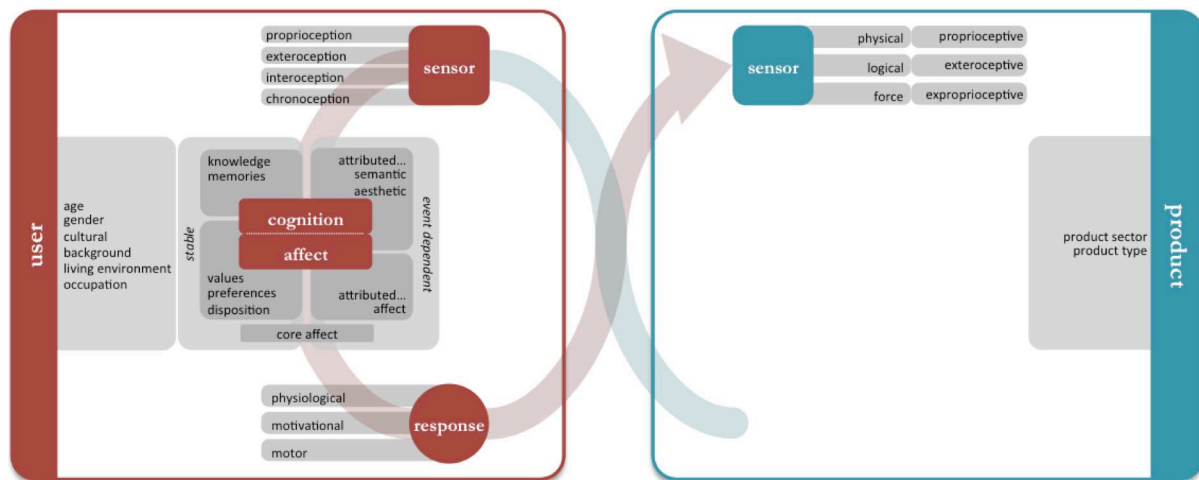 user
proprioception
exteroception
interoception
chronoception
sensor
age
gender
cultural
background
living environment
occupation
stable
knowledge
memories
attributed...
semantic
aesthetic
cognition
affect
values
preferences
disposition
attributed...
affect
event dependent
core affect
physiological
motivational
motor
response
sensor
physical proprioceptive
logical exteroceptive
force exproprioceptive
product sector
product type
product